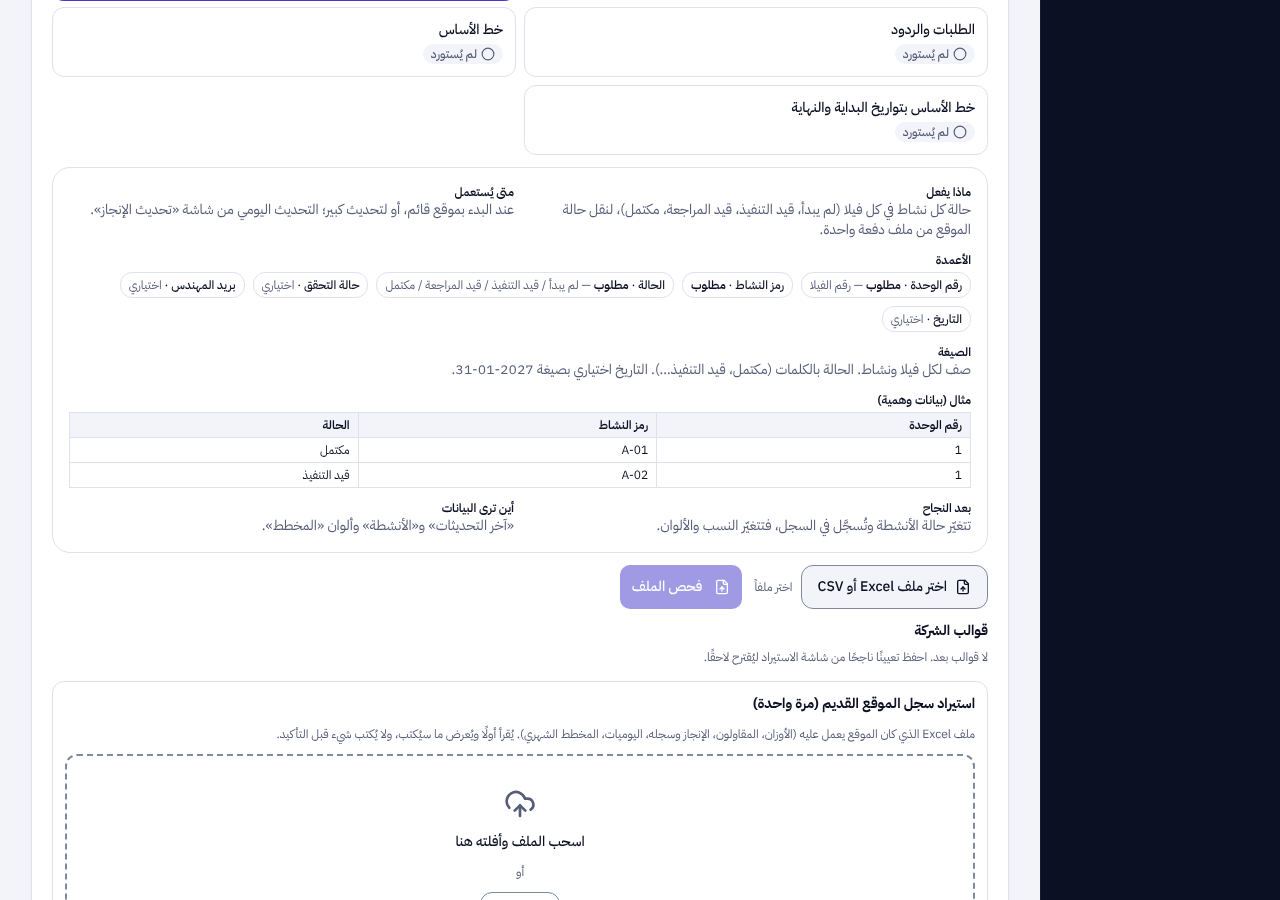 الطلبات والردود
لم يُستورد
خط الأساس
لم يُستورد
خط الأساس بتواريخ البداية والنهاية
لم يُستورد
ماذا يفعل
حالة كل نشاط في كل فيلا (لم يبدأ، قيد التنفيذ، قيد المراجعة، مكتمل)، لنقل حالة
الموقع من ملف دفعة واحدة.
متى يُستعمل
عند البدء بموقع قائم، أو لتحديث كبير؛ التحديث اليومي من شاشة «تحديث الإنجاز».
الأعمدة
رقم الوحدة · مطلوب — رقم الفيلا
رمز النشاط · مطلوب
الحالة · مطلوب — لم يبدأ / قيد التنفيذ / قيد المراجعة / مكتمل
حالة التحقق · اختياري
بريد المهندس · اختياري
التاريخ · اختياري
الصيغة
صف لكل فيلا ونشاط. الحالة بالكلمات (مكتمل، قيد التنفيذ…). التاريخ اختياري بصيغة 2027-01-31.
مثال (بيانات وهمية)
رقم الوحدة رمز النشاط الحالة
1 A-01 مكتمل
1 A-02 قيد التنفيذ
بعد النجاح
تتغيّر حالة الأنشطة وتُسجَّل في السجل، فتتغيّر النسب والألوان.
أين ترى البيانات
«آخر التحديثات» و«الأنشطة» وألوان «المخطط».
اختر ملف Excel أو CSV
اختر ملفاً
فحص الملف
قوالب الشركة
لا قوالب بعد. احفظ تعيينًا ناجحًا من شاشة الاستيراد ليُقترح لاحقًا.
استيراد سجل الموقع القديم (مرة واحدة)
ملف Excel الذي كان الموقع يعمل عليه (الأوزان، المقاولون، الإنجاز وسجله، اليوميات، المخطط الشهري). يُقرأ أولًا ويُعرض ما سيُكتب، ولا يُكتب شيء قبل التأكيد.
اسحب الملف وأفلته هنا
أو